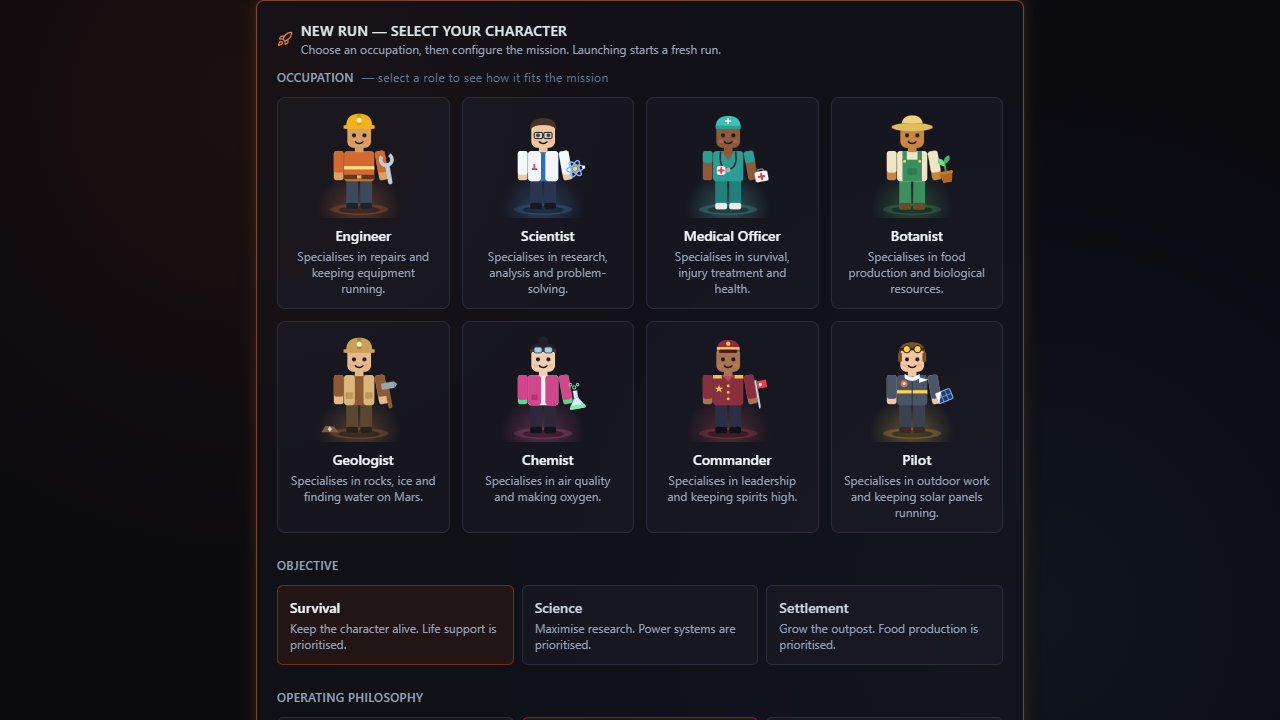 NEW RUN — SELECT YOUR CHARACTER
Choose an occupation, then configure the mission. Launching starts a fresh run.
OCCUPATION — select a role to see how it fits the mission
Engineer
Specialises in repairs and
keeping equipment
running.
Scientist
Specialises in research,
analysis and problem-
solving.
Medical Officer
Specialises in survival,
injury treatment and
health.
Botanist
Specialises in food
production and biological
resources.
Geologist
Specialises in rocks, ice and
finding water on Mars.
Chemist
Specialises in air quality
and making oxygen.
Commander
Specialises in leadership
and keeping spirits high.
Pilot
Specialises in outdoor work
and keeping solar panels
running.
OBJECTIVE
Survival
Keep the character alive. Life support is
prioritised.
Science
Maximise research. Power systems are
prioritised.
Settlement
Grow the outpost. Food production is
prioritised.
OPERATING PHILOSOPHY